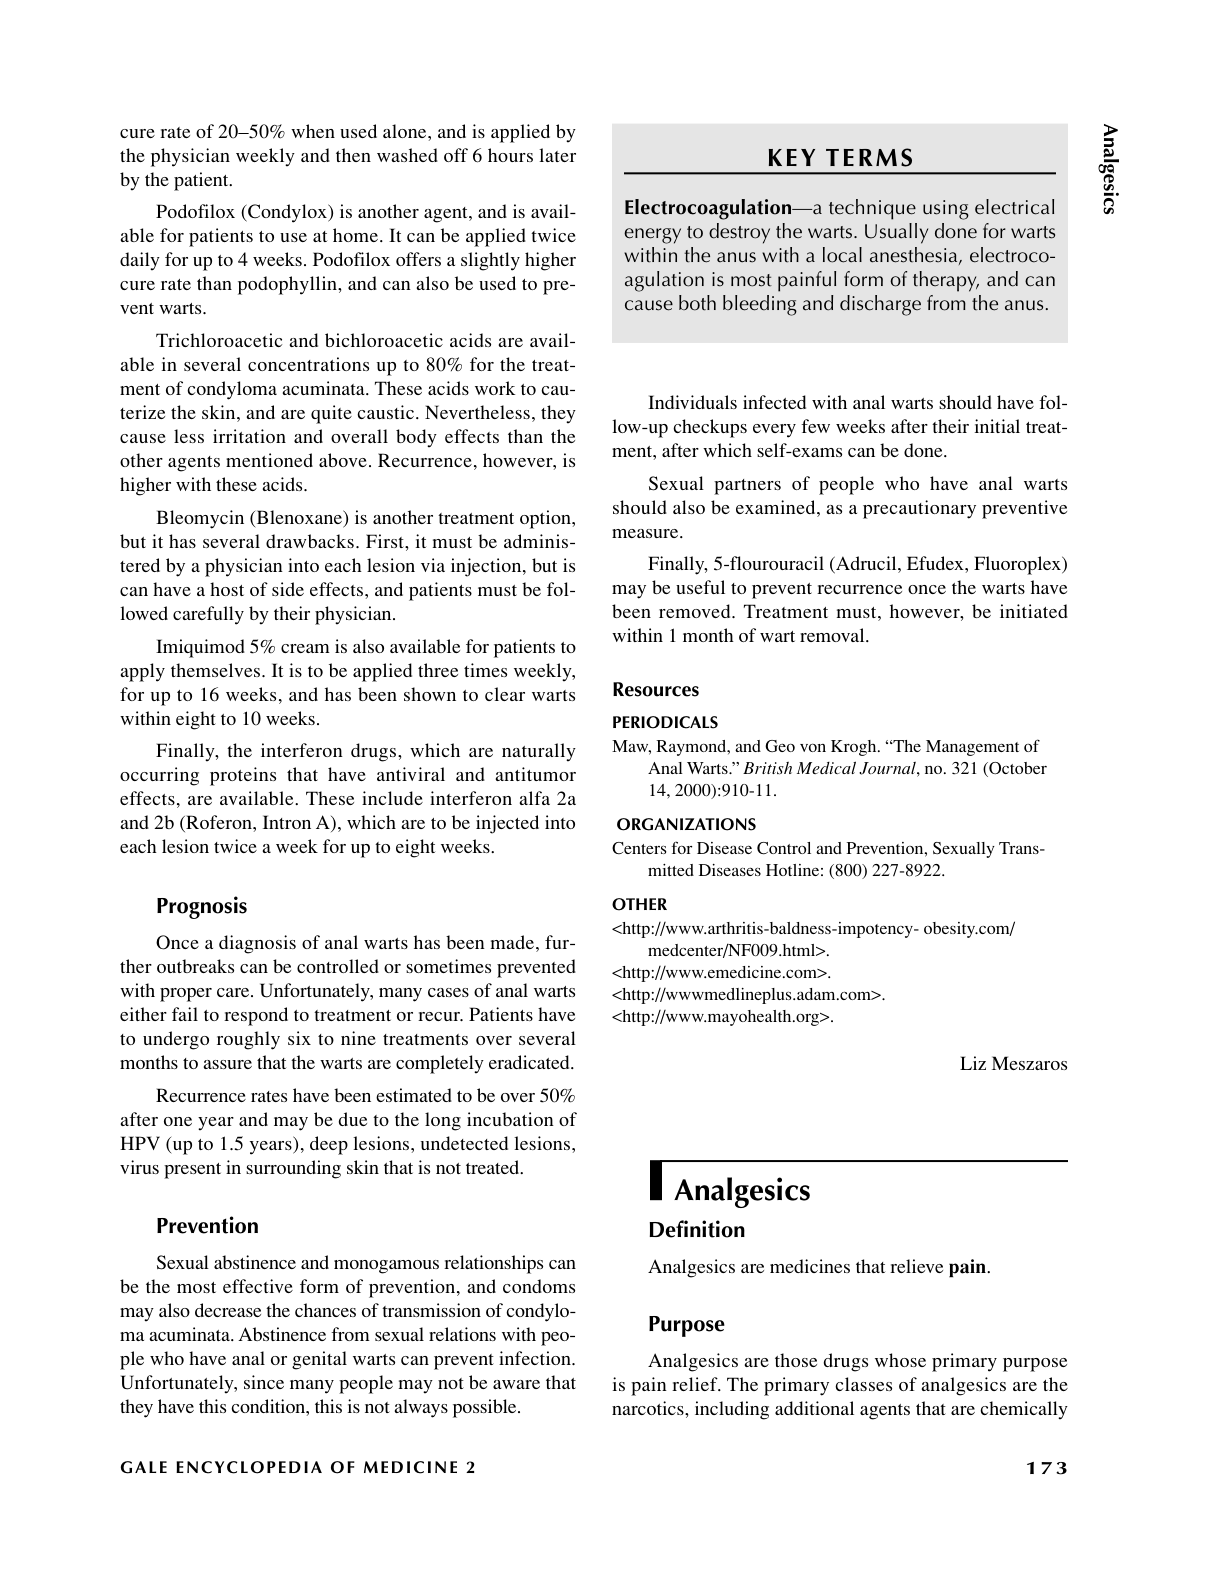 cure rate of 20–50% when used alone, and is applied by
the physician weekly and then washed off 6 hours later
by the patient.
Podofilox (Condylox) is another agent, and is avail-
able for patients to use at home. It can be applied twice
daily for up to 4 weeks. Podofilox offers a slightly higher
cure rate than podophyllin, and can also be used to pre-
vent warts.
Trichloroacetic and bichloroacetic acids are avail-
able in several concentrations up to 80% for the treat-
ment of condyloma acuminata. These acids work to cau-
terize the skin, and are quite caustic. Nevertheless, they
cause less irritation and overall body effects than the
other agents mentioned above. Recurrence, however, is
higher with these acids.
Bleomycin (Blenoxane) is another treatment option,
but it has several drawbacks. First, it must be adminis-
tered by a physician into each lesion via injection, but is
can have a host of side effects, and patients must be fol-
lowed carefully by their physician.
Imiquimod 5% cream is also available for patients to
apply themselves. It is to be applied three times weekly,
for up to 16 weeks, and has been shown to clear warts
within eight to 10 weeks.
Finally, the interferon drugs, which are naturally
occurring proteins that have antiviral and antitumor
effects, are available. These include interferon alfa 2a
and 2b (Roferon, Intron A), which are to be injected into
each lesion twice a week for up to eight weeks.
Prognosis
Once a diagnosis of anal warts has been made, fur-
ther outbreaks can be controlled or sometimes prevented
with proper care. Unfortunately, many cases of anal warts
either fail to respond to treatment or recur. Patients have
to undergo roughly six to nine treatments over several
months to assure that the warts are completely eradicated.
Recurrence rates have been estimated to be over 50%
after one year and may be due to the long incubation of
HPV (up to 1.5 years), deep lesions, undetected lesions,
virus present in surrounding skin that is not treated.
Prevention
Sexual abstinence and monogamous relationships can
be the most effective form of prevention, and condoms
may also decrease the chances of transmission of condylo-
ma acuminata. Abstinence from sexual relations with peo-
ple who have anal or genital warts can prevent infection.
Unfortunately, since many people may not be aware that
they have this condition, this is not always possible.
KEY TERMS
Electrocoagulation—a technique using electrical
energy to destroy the warts. Usually done for warts
within the anus with a local anesthesia, electroco-
agulation is most painful form of therapy, and can
cause both bleeding and discharge from the anus.
Individuals infected with anal warts should have fol-
low-up checkups every few weeks after their initial treat-
ment, after which self-exams can be done.
Sexual partners of people who have anal warts
should also be examined, as a precautionary preventive
measure.
Finally, 5-flourouracil (Adrucil, Efudex, Fluoroplex)
may be useful to prevent recurrence once the warts have
been removed. Treatment must, however, be initiated
within 1 month of wart removal.
Resources
PERIODICALS
Maw, Raymond, and Geo von Krogh. “The Management of
Anal Warts.” British Medical Journal, no. 321 (October
14, 2000):910-11.
ORGANIZATIONS
Centers for Disease Control and Prevention, Sexually Trans-
mitted Diseases Hotline: (800) 227-8922.
OTHER
<http://www.arthritis-baldness-impotency- obesity.com/
medcenter/NF009.html>.
<http://www.emedicine.com>.
<http://wwwmedlineplus.adam.com>.
<http://www.mayohealth.org>.
Liz Meszaros
Analgesics
Definition
Analgesics are medicines that relieve pain.
Purpose
Analgesics are those drugs whose primary purpose
is pain relief. The primary classes of analgesics are the
narcotics, including additional agents that are chemically
Analgesics
GALE ENCYCLOPEDIA OF MEDICINE 2
173